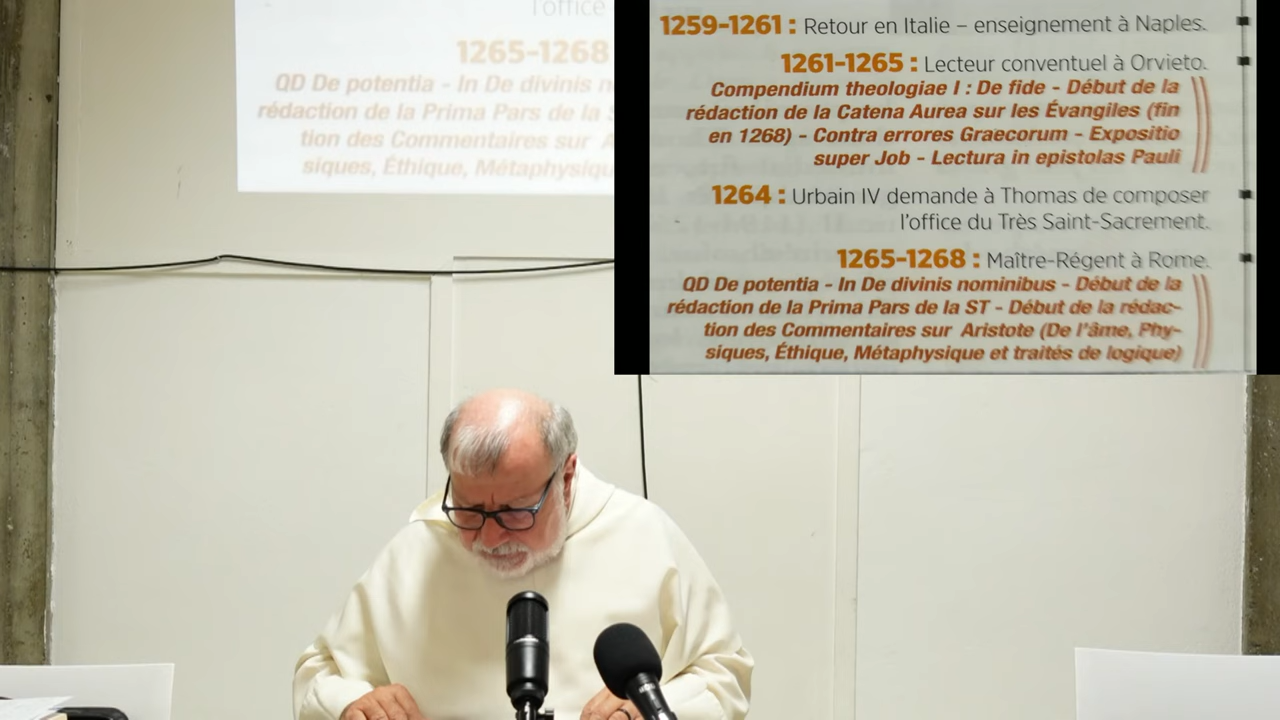 l'office
1265-1268
QD De potentia - In De divinis n
rédaction de la Prima Pars de la S
tion des Commentaires sur A
siques, Éthique, Métaphysiqu
1259-1261 : Retour en Italie – enseignement à Naples.
1261-1265 : Lecteur conventuel à Orvieto.
Compendium theologiae I : De fide - Début de la
rédaction de la Catena Aurea sur les Évangiles (fin
en 1268) - Contra errores Graecorum - Expositio
super Job - Lectura in epistolas Pauli
1264 : Urbain IV demande à Thomas de composer
l'office du Très Saint-Sacrement.
1265-1268 : Maître-Régent à Rome.
QD De potentia - In De divinis nominibus - Début de la
rédaction de la Prima Pars de la ST - Début de la rédac-
tion des Commentaires sur Aristote (De l'âme, Phy-
siques, Éthique, Métaphysique et traités de logique)